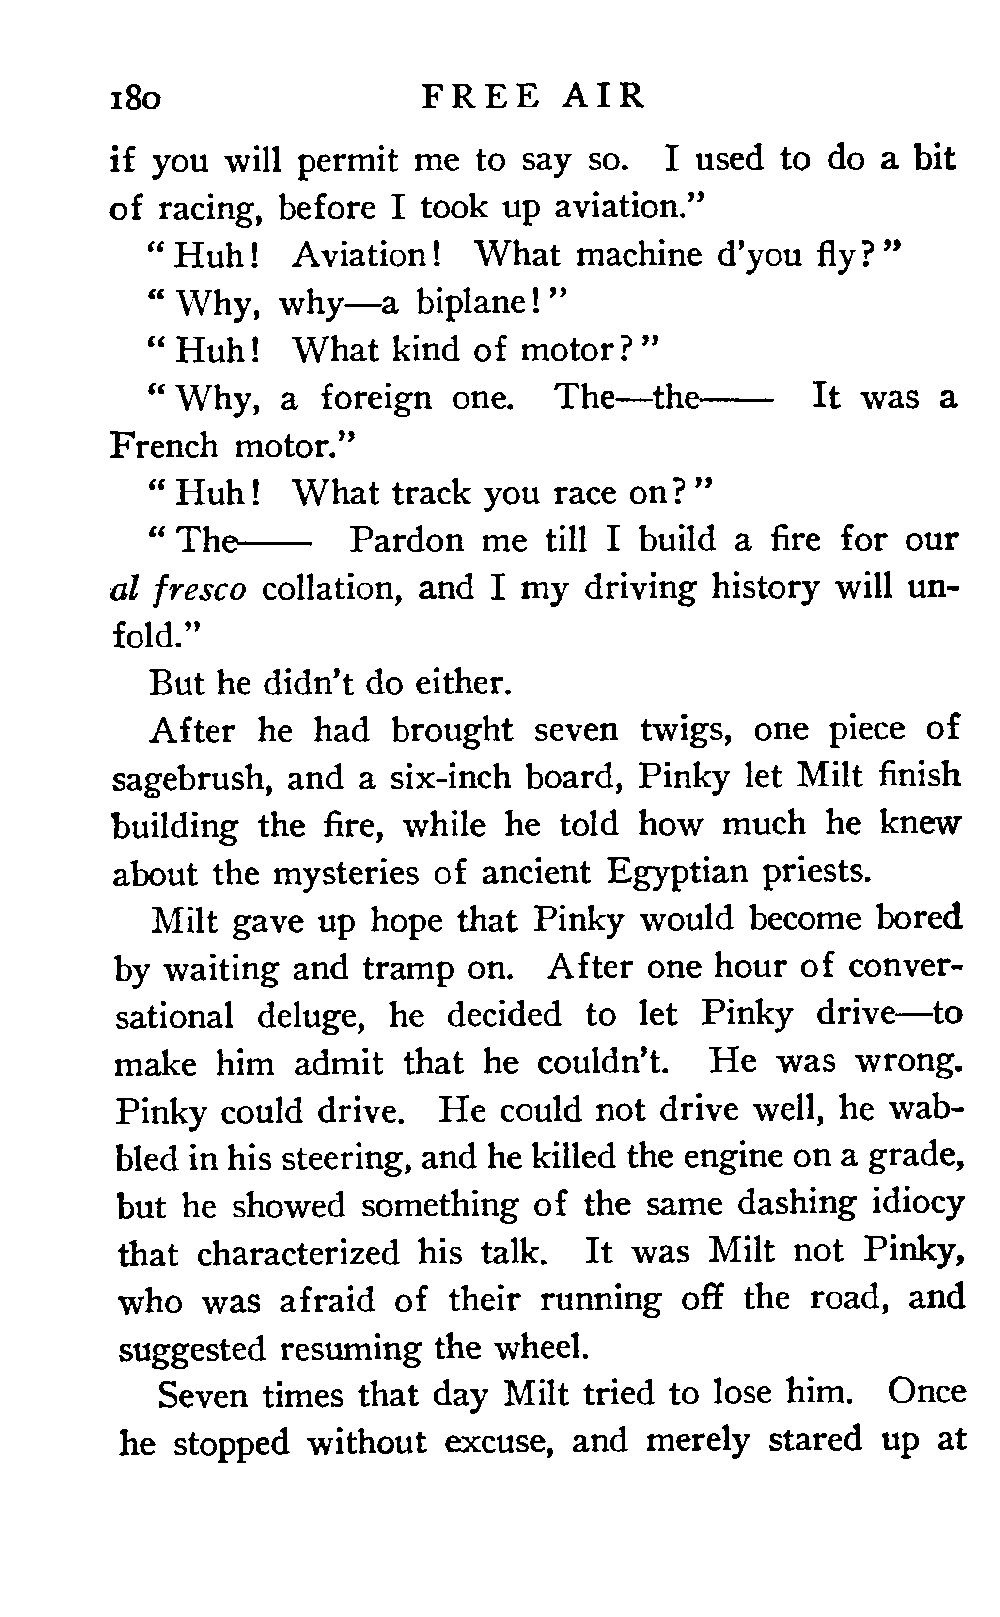 180 FREE AIR
if you will permit me to say so. I used to do a bit
of racing, before I took up aviation.”
“ Huh! Aviation! What machine d’you fly? ”
“ Why, why—a biplane! ”
“ Huh! What kind of motor? ”
“ Why, a foreign one. The—the—— It was a
French motor.”
“ Huh! What track you race on? ”
“ The—— Pardon me till I build a fire for our
al fresco collation, and I my driving history will un-
fold.”
But he didn’t do either.
After he had brought seven twigs, one piece of
sagebrush, and a six-inch board, Pinky let Milt finish
building the fire, while he told how much he knew
about the mysteries of ancient Egyptian priests.
Milt gave up hope that Pinky would become bored
by waiting and tramp on. After one hour of conver-
sational deluge, he decided to let Pinky drive—to
make him admit that he couldn’t. He was wrong.
Pinky could drive. He could not drive well, he wab-
bled in his steering, and he killed the engine on a grade,
but he showed something of the same dashing idiocy
that characterized his talk. It was Milt not Pinky,
who was afraid of their running off the road, and
suggested resuming the wheel.
Seven times that day Milt tried to lose him. Once
he stopped without excuse, and merely stared up at